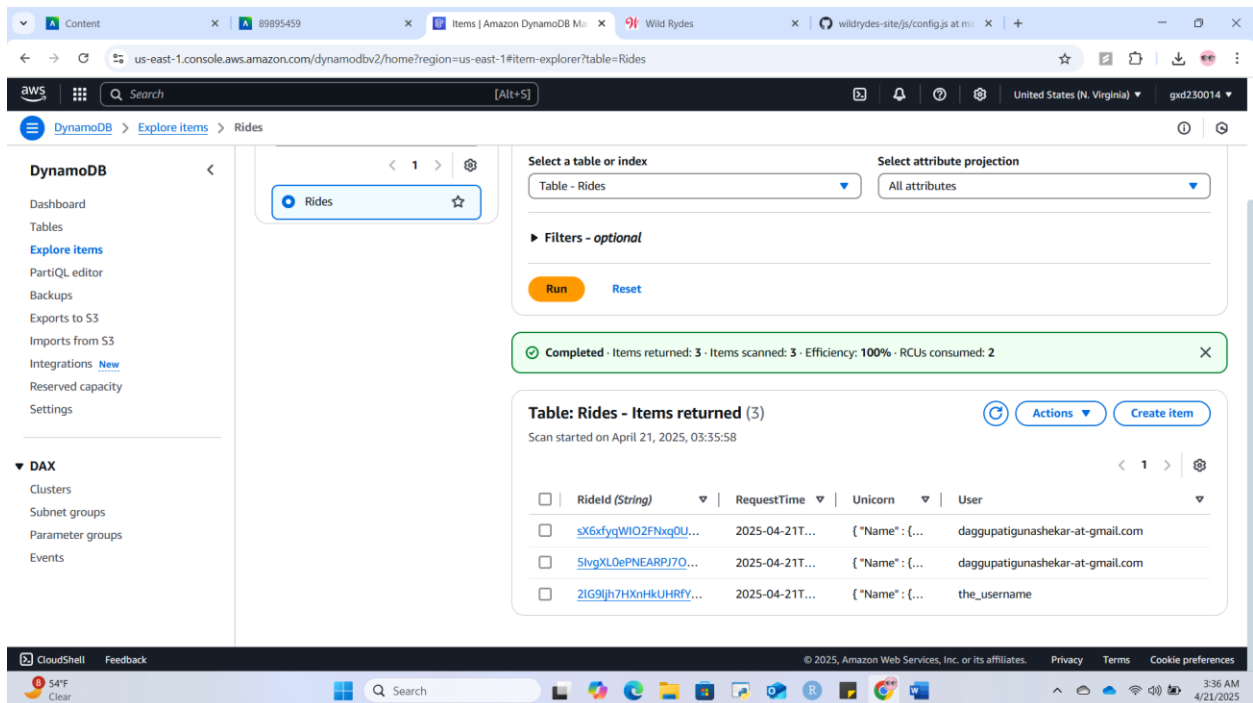 Content
89895459
Items | Amazon DynamoDB Ma
Wild Rydes
wildrydes-site/js/config.js at ma
us-east-1.console.aws.amazon.com/dynamodbv2/home?region=us-east-1#item-explorer?table=Rides
aws
Search
[Alt+S]
United States (N. Virginia)
gxd230014
DynamoDB > Explore items > Rides
DynamoDB
Dashboard
Tables
Explore items
PartiQL editor
Backups
Exports to S3
Imports from S3
Integrations New
Reserved capacity
Settings
DAX
Clusters
Subnet groups
Parameter groups
Events
1
Rides
Select a table or index
Table - Rides
Select attribute projection
All attributes
Filters - optional
Run Reset
Completed · Items returned: 3 · Items scanned: 3 · Efficiency: 100% · RCUs consumed: 2
Table: Rides - Items returned (3)
Scan started on April 21, 2025, 03:35:58
Actions
Create item
1
RideId (String) RequestTime Unicorn User
sX6xfyqWIO2FNxq0U... 2025-04-21T... { "Name" : {... daggupatigunashekar-at-gmail.com
5IvgXL0ePNEARPJ7O... 2025-04-21T... { "Name" : {... daggupatigunashekar-at-gmail.com
2lG9ljh7HXnHkUHRfY... 2025-04-21T... { "Name" : {... the_username
CloudShell Feedback
© 2025, Amazon Web Services, Inc. or its affiliates. Privacy Terms Cookie preferences
8
54°F
Clear
Search
R
3:36 AM
4/21/2025